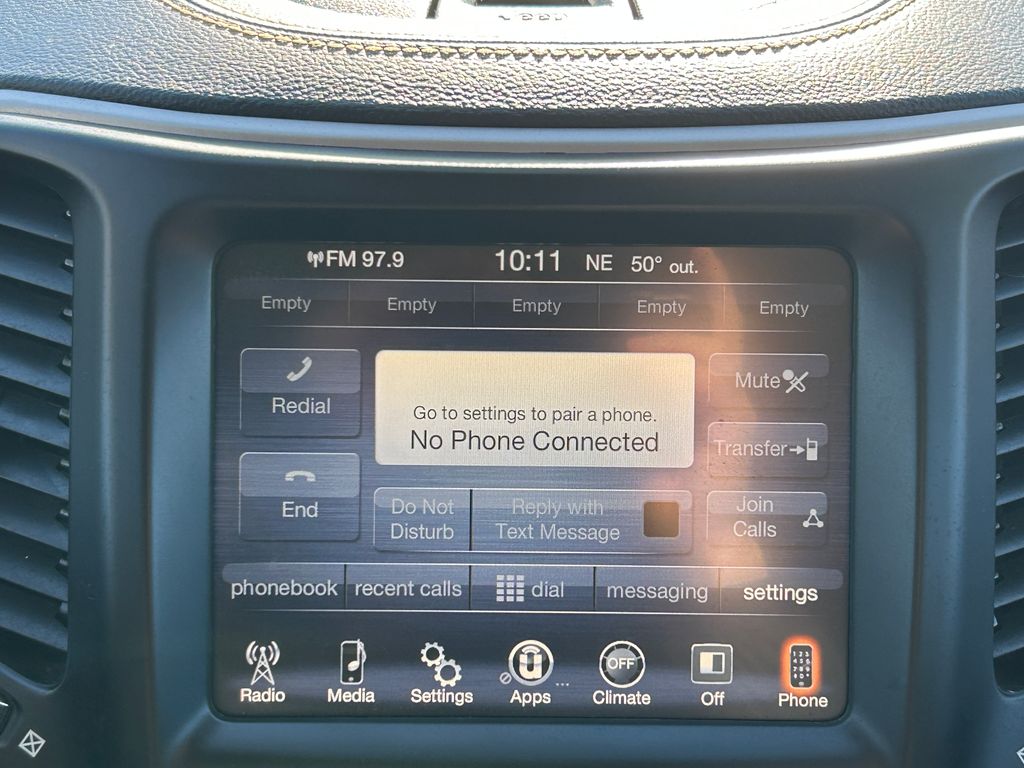 FM 97.9 10:11 NE 50° out.
Empty Empty Empty Empty Empty
Redial
Go to settings to pair a phone.
No Phone Connected
Mute
Transfer
End
Do Not
Disturb
Reply with
Text Message
Join
Calls
phonebook recent calls dial messaging settings
OFF
Radio Media Settings Apps ... Climate Off Phone